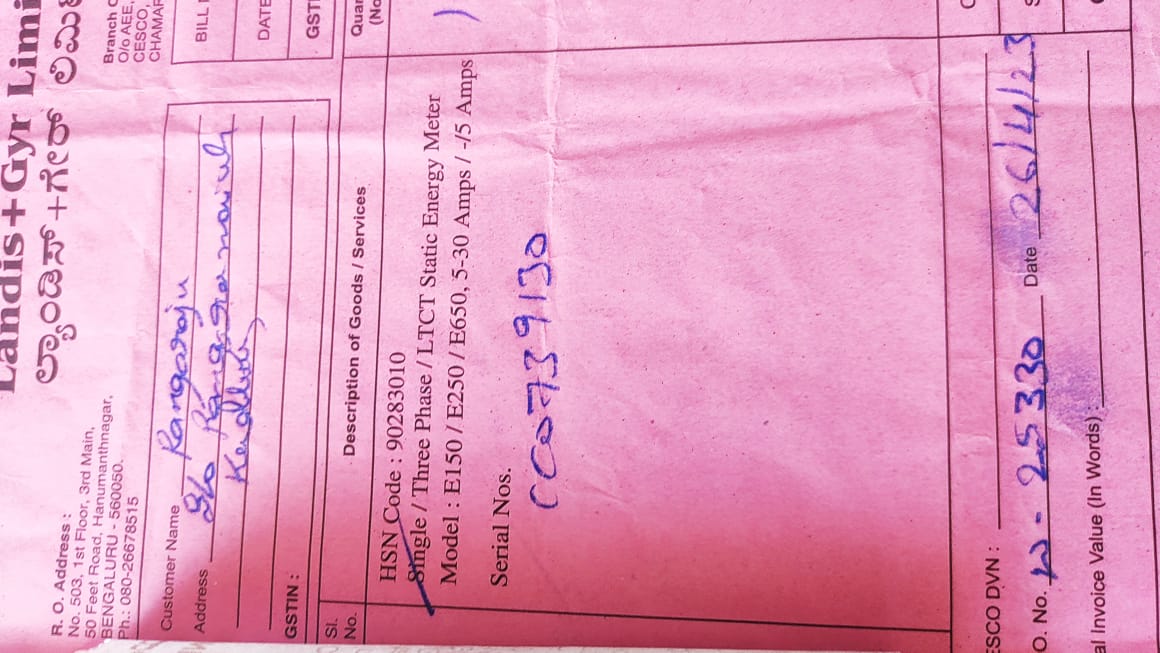 Landis+Gyr Limi
ಲ್ಯಾಂಡಿಸ್+ಗೇರ್ ಲಿಮಿ
R. O. Address :
No. 503, 1st Floor, 3rd Main,
50 Feet Road, Hanumanthnagar,
BENGALURU - 560050.
Ph.: 080-26678515
Branch O
O/o AEE,
CESCO,
CHAMAR
Customer Name Rangaraju
Address S/o
GSTIN :
BILL
DATE
GSTI
Sl. No.
Description of Goods / Services
Quan
(No
HSN Code : 90283010
Single / Three Phase / LTCT Static Energy Meter
Model : E150 / E250 / E650, 5-30 Amps / -/5 Amps
Serial Nos.
CC0739130
ESCO DVN :
O. No. W - 25330 Date 26/4/23
al Invoice Value (In Words) :